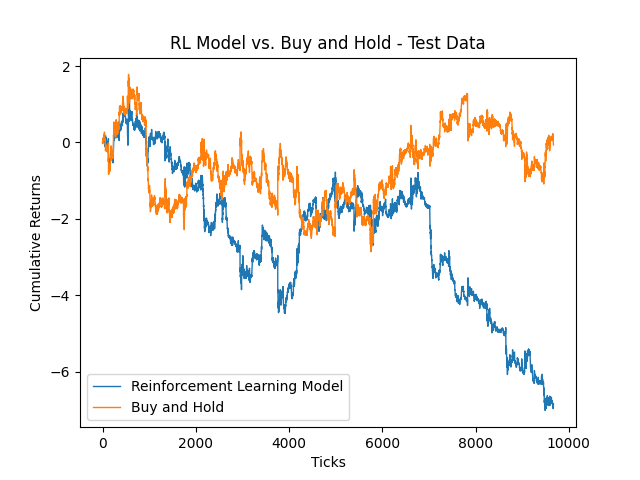 RL Model vs. Buy and Hold - Test Data
Cumulative Returns
2
0
−2
−4
−6
Reinforcement Learning Model
Buy and Hold
0 2000 4000 6000 8000 10000
Ticks